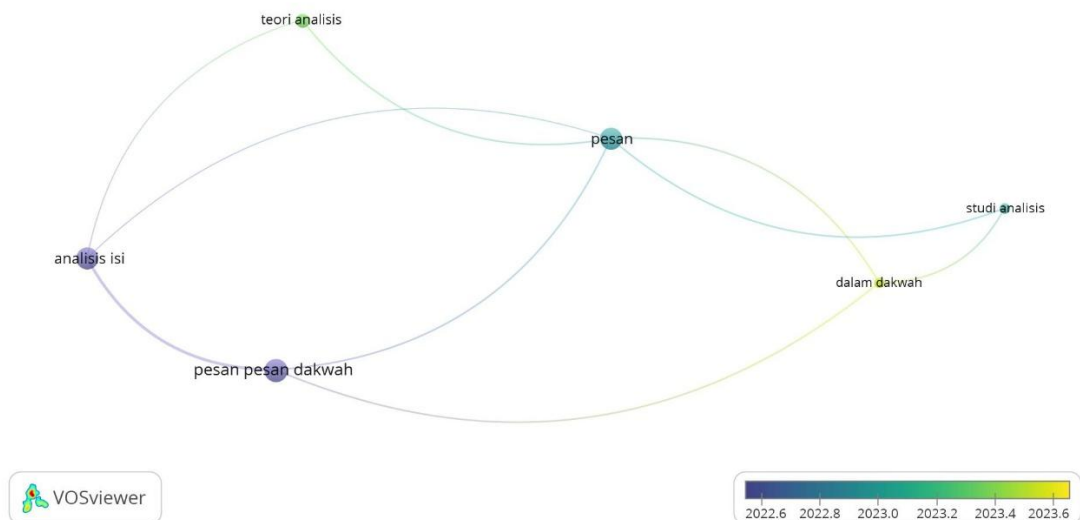 teori analisis
pesan
studi analisis
analisis isi
dalam dakwah
pesan pesan dakwah
VOSviewer
2022.6 2022.8 2023.0 2023.2 2023.4 2023.6